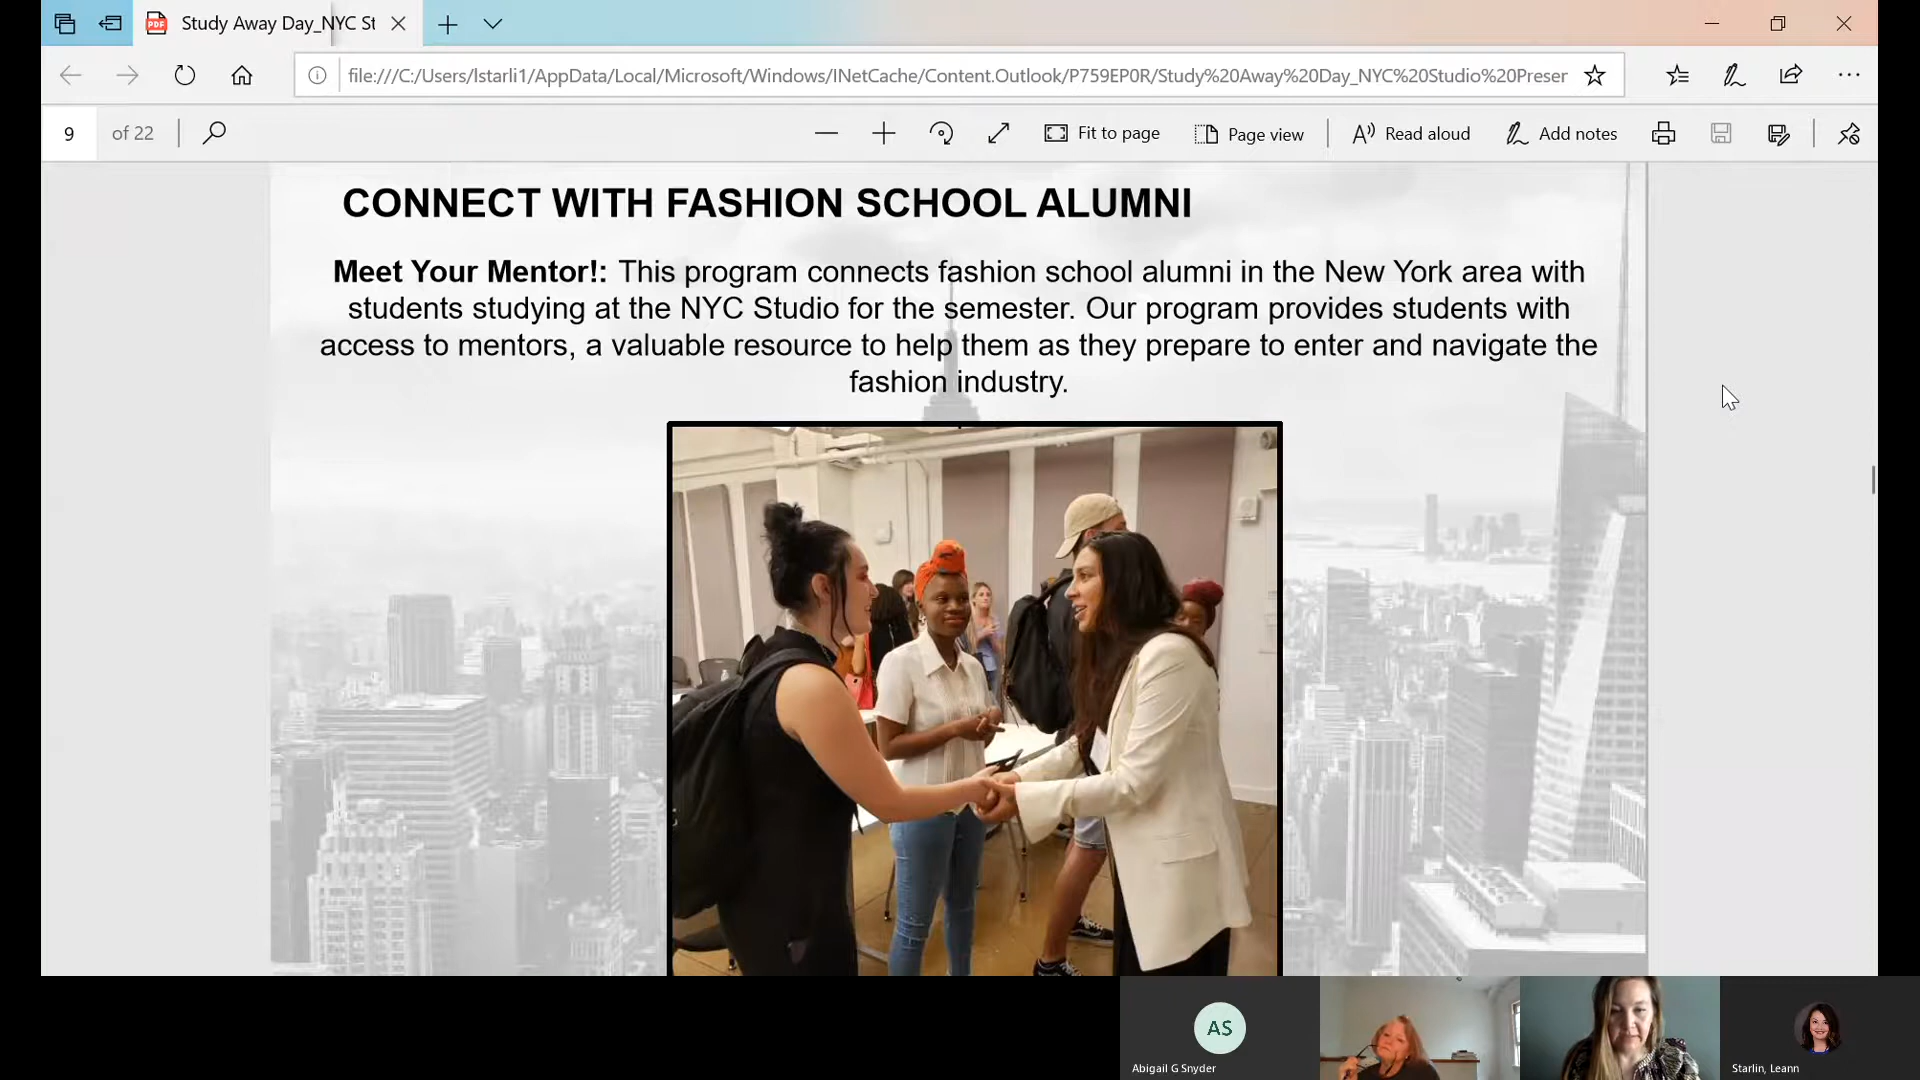 Study Away Day_NYC St
file:///C:/Users/lstarli1/AppData/Local/Microsoft/Windows/INetCache/Content.Outlook/P759EP0R/Study%20Away%20Day_NYC%20Studio%20Preser
9 of 22
Fit to page
Page view
Read aloud
Add notes
CONNECT WITH FASHION SCHOOL ALUMNI
Meet Your Mentor!: This program connects fashion school alumni in the New York area with
students studying at the NYC Studio for the semester. Our program provides students with
access to mentors, a valuable resource to help them as they prepare to enter and navigate the
fashion industry.
AS
Abigail G Snyder
Starlin, Leann